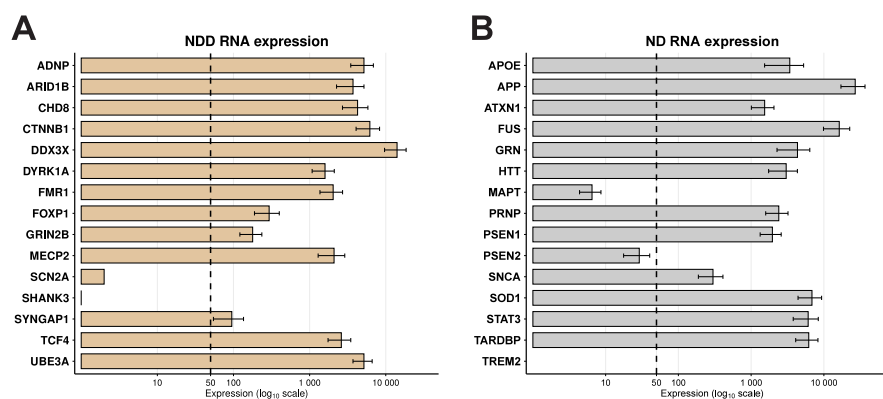 A
NDD RNA expression
ADNP
ARID1B
CHD8
CTNNB1
DDX3X
DYRK1A
FMR1
FOXP1
GRIN2B
MECP2
SCN2A
SHANK3
SYNGAP1
TCF4
UBE3A
10 50 100 1 000 10 000
Expression (log₁₀ scale)
B
ND RNA expression
APOE
APP
ATXN1
FUS
GRN
HTT
MAPT
PRNP
PSEN1
PSEN2
SNCA
SOD1
STAT3
TARDBP
TREM2
10 50 100 1 000 10 000
Expression (log₁₀ scale)